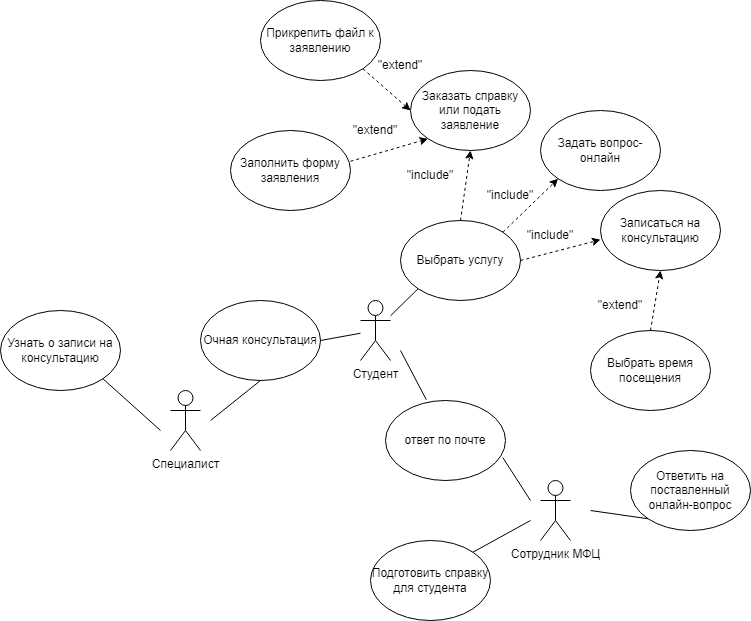 Прикрепить файл к
заявлению
"extend"
Заказать справку
или подать
заявление
"extend"
Заполнить форму
заявления
Задать вопрос-
онлайн
"include"
"include"
Записаться на
консультацию
"include"
Выбрать услугу
"extend"
Узнать о записи на
консультацию
Очная консультация
Студент
Выбрать время
посещения
Специалист
ответ по почте
Ответить на
поставленный
онлайн-вопрос
Сотрудник МФЦ
Подготовить справку
для студента